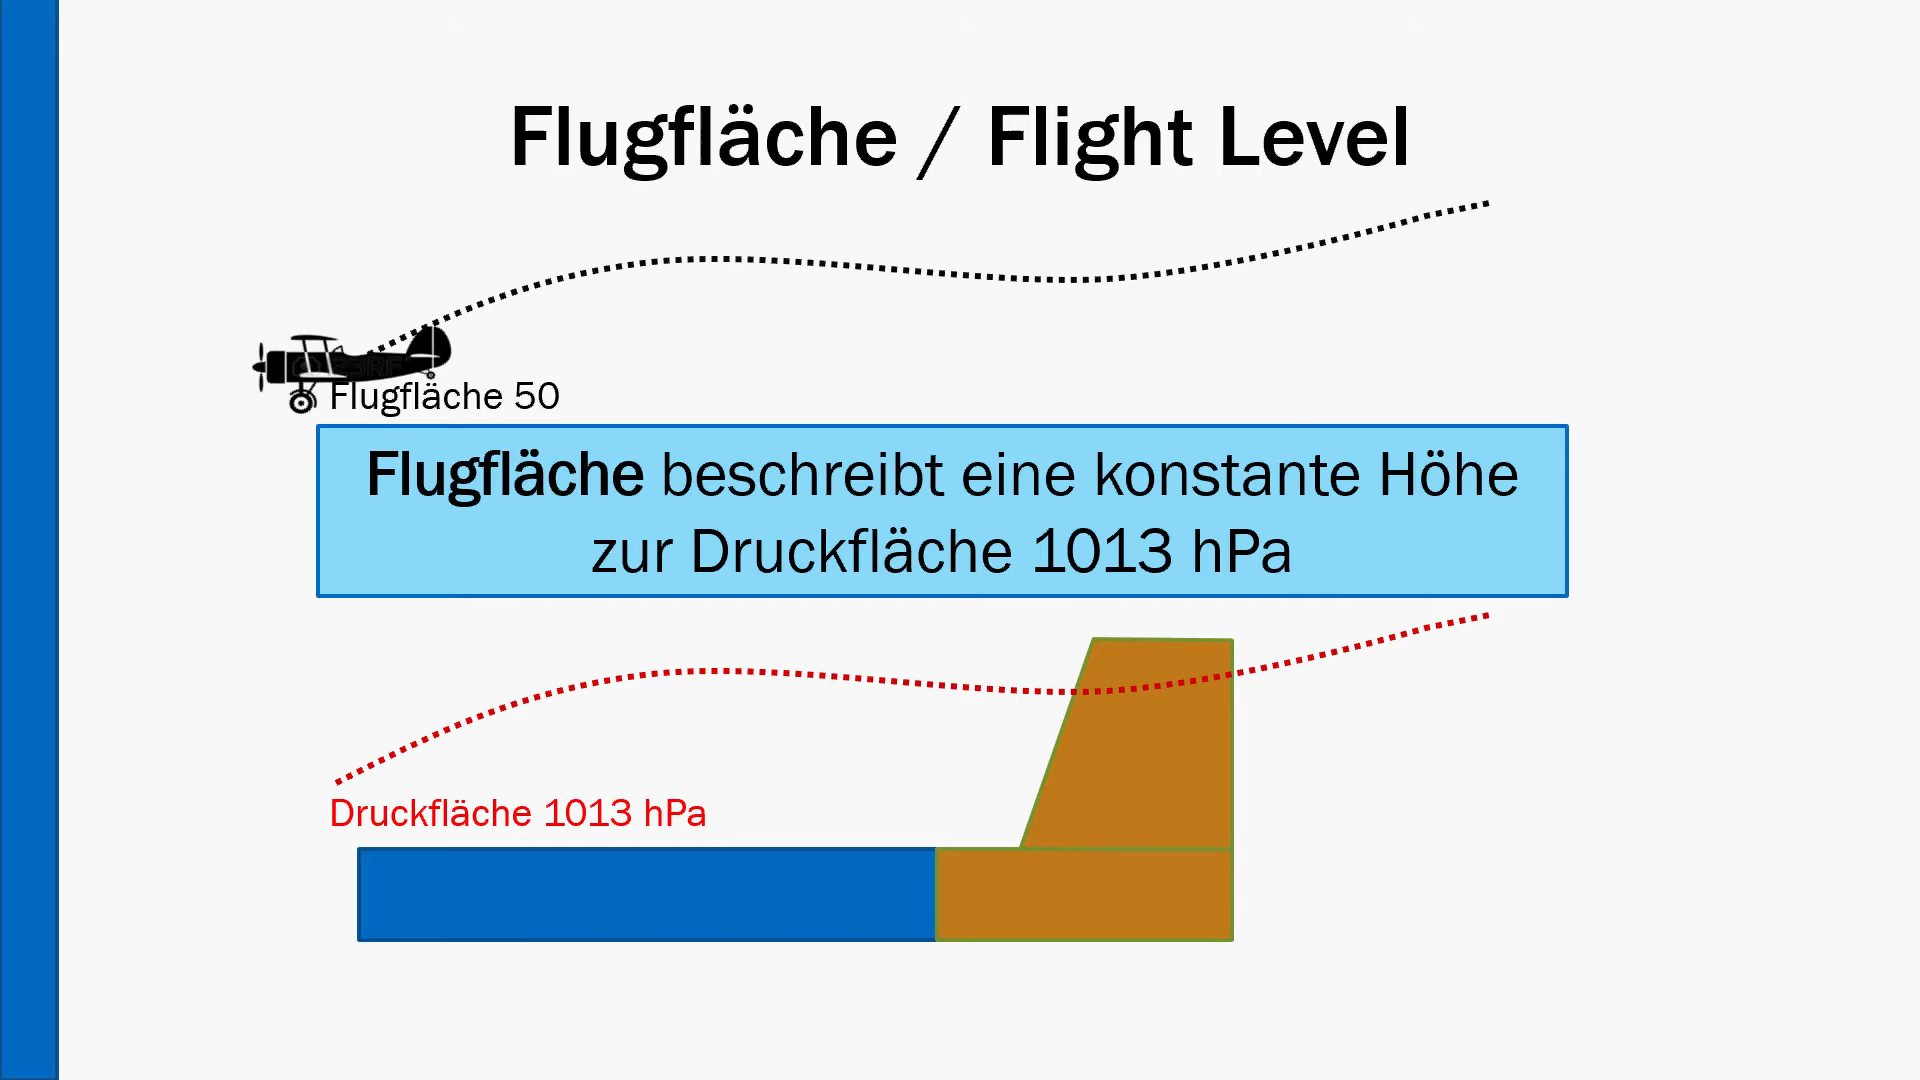 Flugfläche / Flight Level
Flugfläche 50
Flugfläche beschreibt eine konstante Höhe
zur Druckfläche 1013 hPa
Druckfläche 1013 hPa